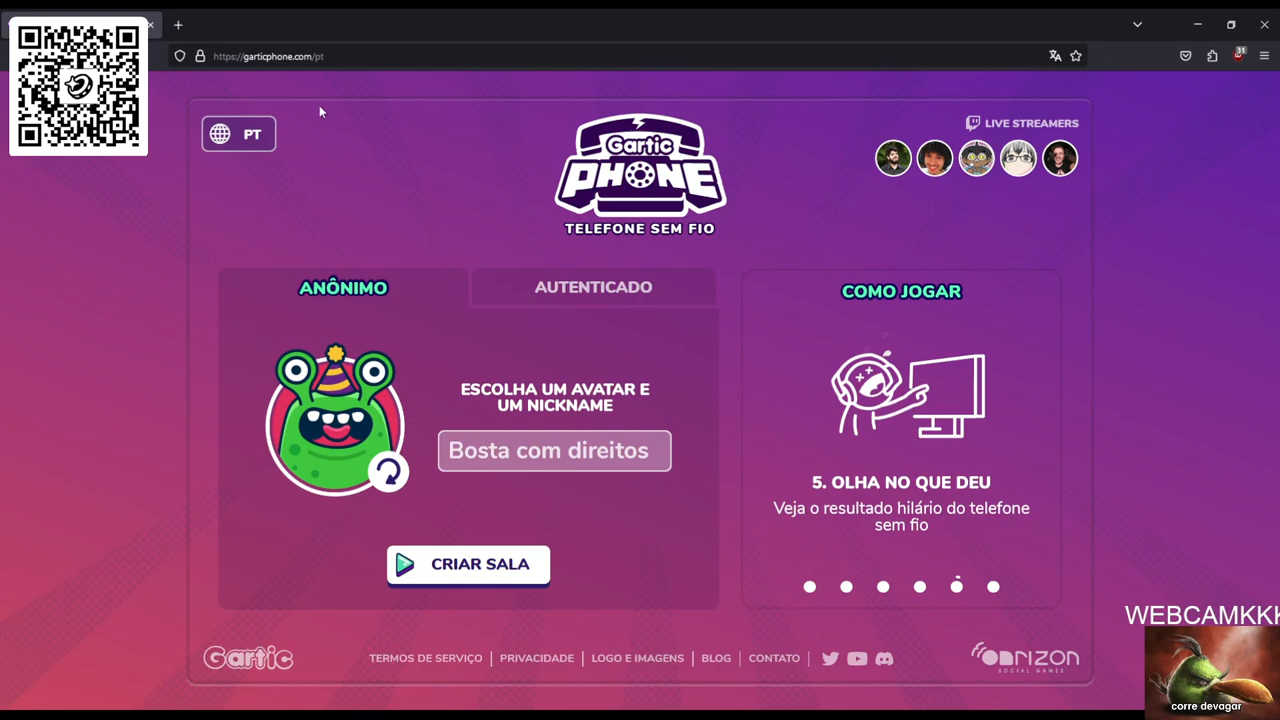 https://garticphone.com/pt
31
PT
Gartic
PHONE
TELEFONE SEM FIO
LIVE STREAMERS
ANÔNIMO
AUTENTICADO
ESCOLHA UM AVATAR E
UM NICKNAME
Bosta com direitos
CRIAR SALA
COMO JOGAR
5. OLHA NO QUE DEU
Veja o resultado hilário do telefone
sem fio
WEBCAMKKK
corre devagar
Gartic
TERMOS DE SERVIÇO
PRIVACIDADE
LOGO E IMAGENS
BLOG
CONTATO
ONRIZON
SOCIAL GAMES